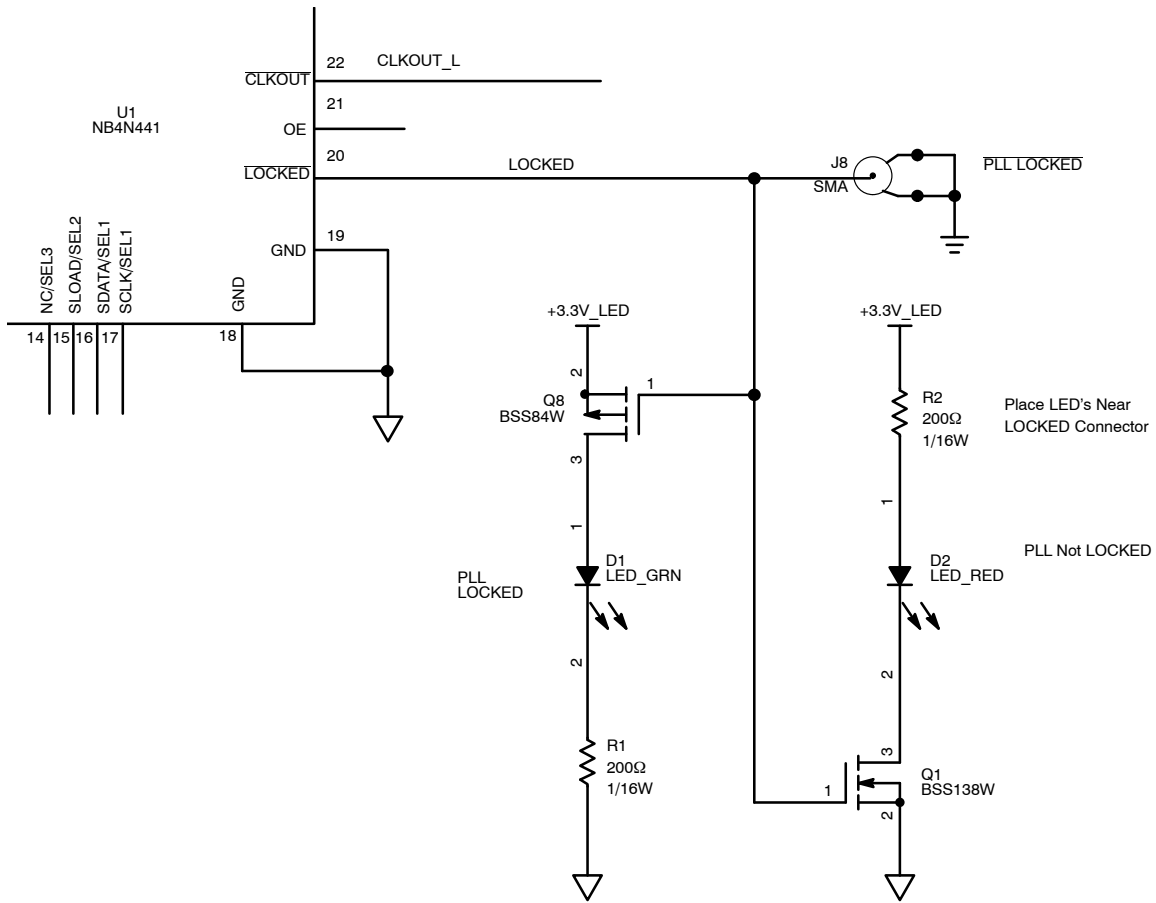 22
CLKOUT_L
CLKOUT
21
U1
NB4N441
OE
20
LOCKED
LOCKED
J8
SMA
PLL LOCKED
19
GND
NC/SEL3
SLOAD/SEL2
SDATA/SEL1
SCLK/SEL1
GND
14
15
16
17
18
+3.3V_LED
+3.3V_LED
2
1
Q8
BSS84W
3
R2
200Ω
1/16W
Place LED's Near
LOCKED Connector
1
1
D1
LED_GRN
PLL
LOCKED
D2
LED_RED
PLL Not LOCKED
2
2
R1
200Ω
1/16W
3
1
Q1
BSS138W
2